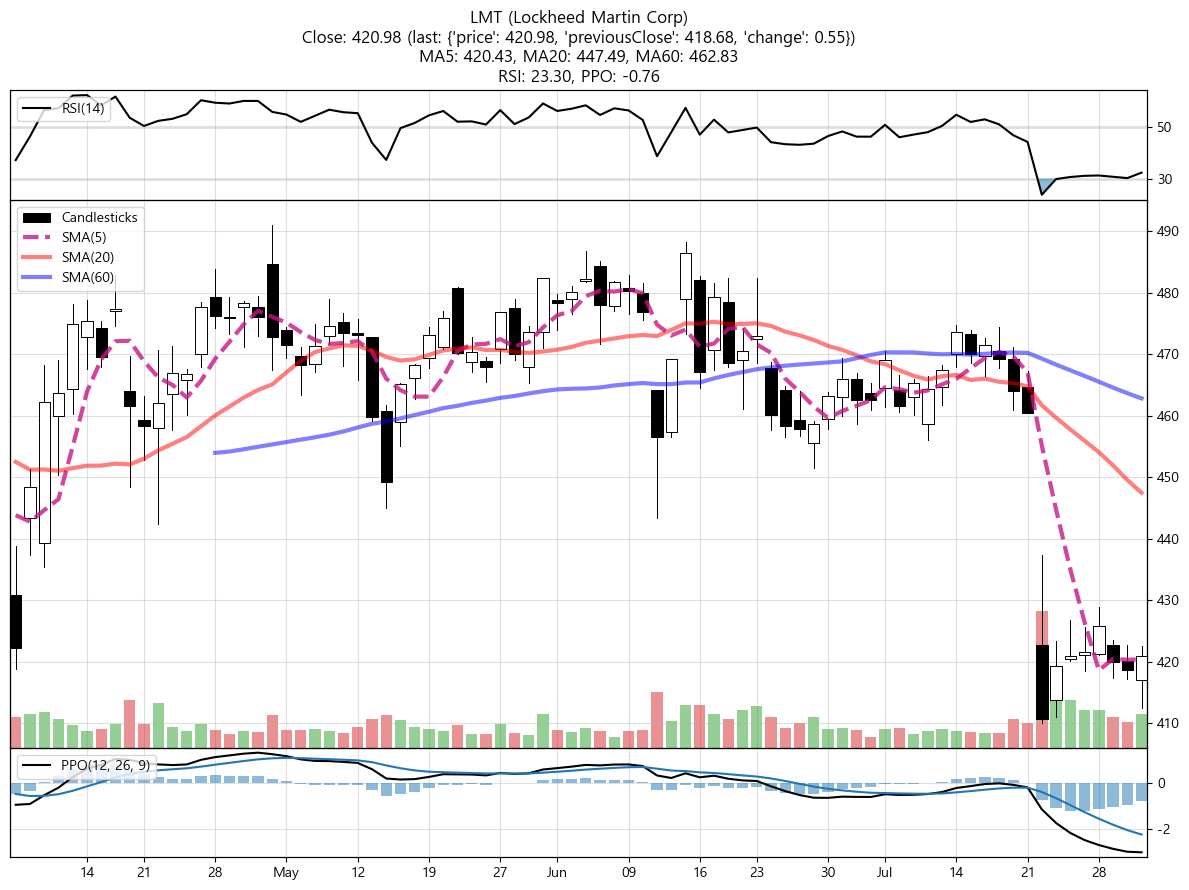 LMT (Lockheed Martin Corp)
Close: 420.98 (last: {'price': 420.98, 'previousClose': 418.68, 'change': 0.55})
MA5: 420.43, MA20: 447.49, MA60: 462.83
RSI: 23.30, PPO: -0.76
RSI(14)
50
30
Candlesticks
SMA(5)
SMA(20)
SMA(60)
490
480
470
460
450
440
430
420
410
PPO(12, 26, 9)
0
-2
14 21 28 May 12 19 27 Jun 09 16 23 30 Jul 14 21 28